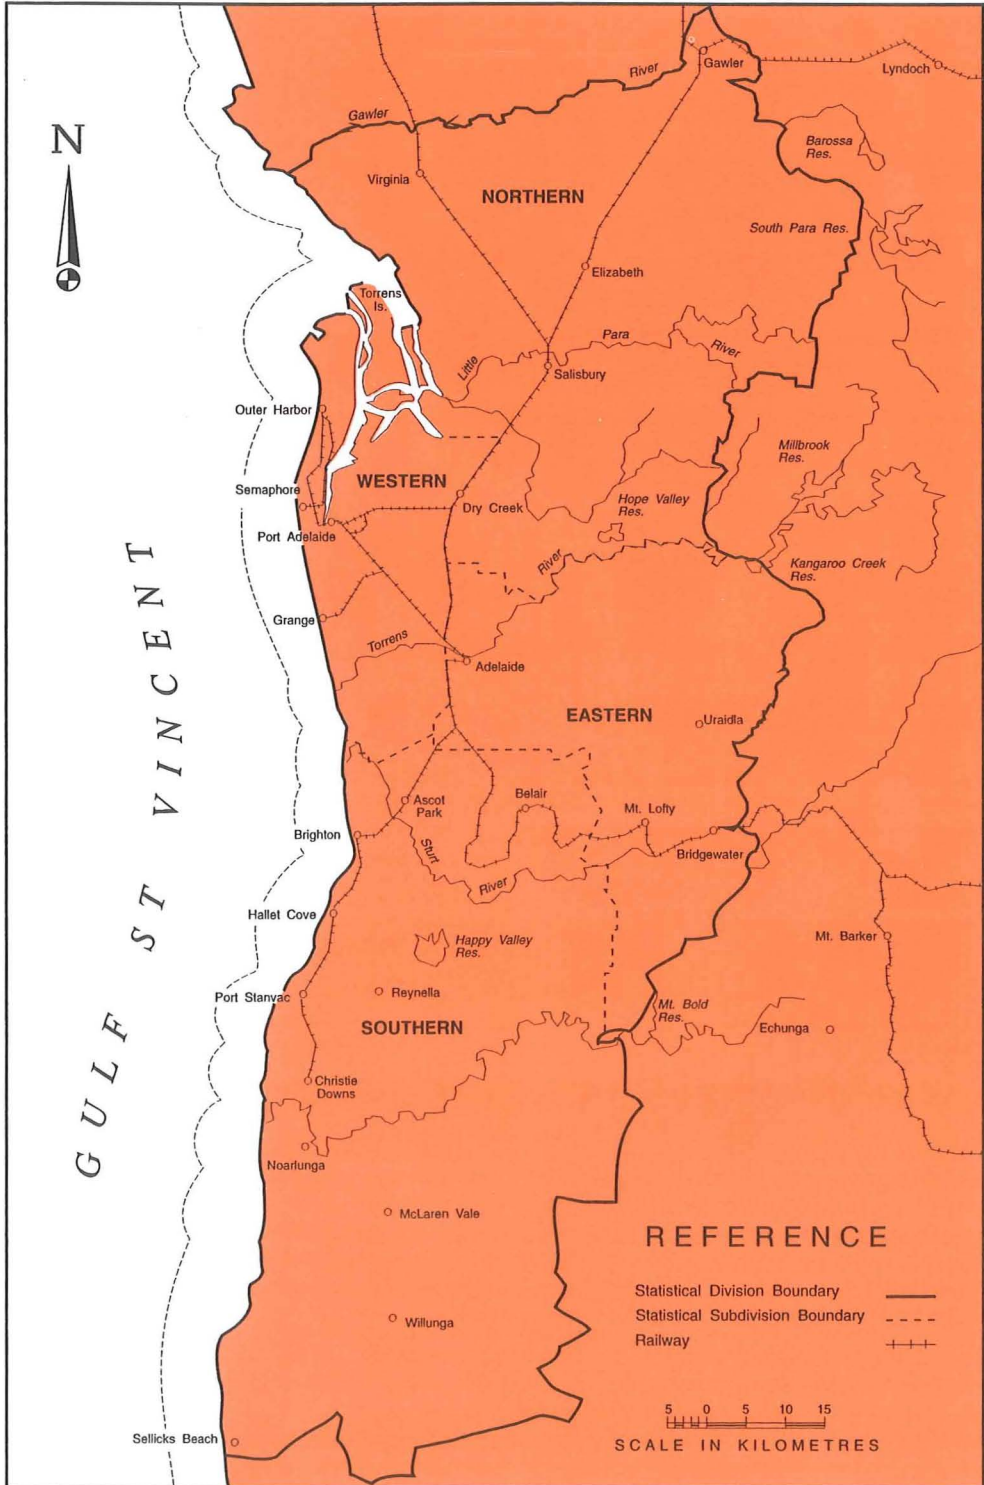 N
GULF ST VINCENT
Gawler
River
Gawler
Lyndoch
Barossa
Res.
Virginia
NORTHERN
South Para Res.
Elizabeth
Torrens
Is.
Little
Para
River
Salisbury
Outer Harbor
Millbrook
Res.
WESTERN
Semaphore
Dry Creek
Hope Valley
Res.
Port Adelaide
River
Kangaroo Creek
Res.
Grange
Torrens
Adelaide
EASTERN
Uraidla
Ascot
Park
Belair
Mt. Lofty
Brighton
Sturt
River
Bridgewater
Hallet Cove
Happy Valley
Res.
Mt. Barker
Port Stanvac
Reynella
Mt. Bold
Res.
SOUTHERN
Echunga
Christie
Downs
Noarlunga
McLaren Vale
Willunga
Sellicks Beach
REFERENCE
Statistical Division Boundary
Statistical Subdivision Boundary
Railway
5 0 5 10 15
SCALE IN KILOMETRES